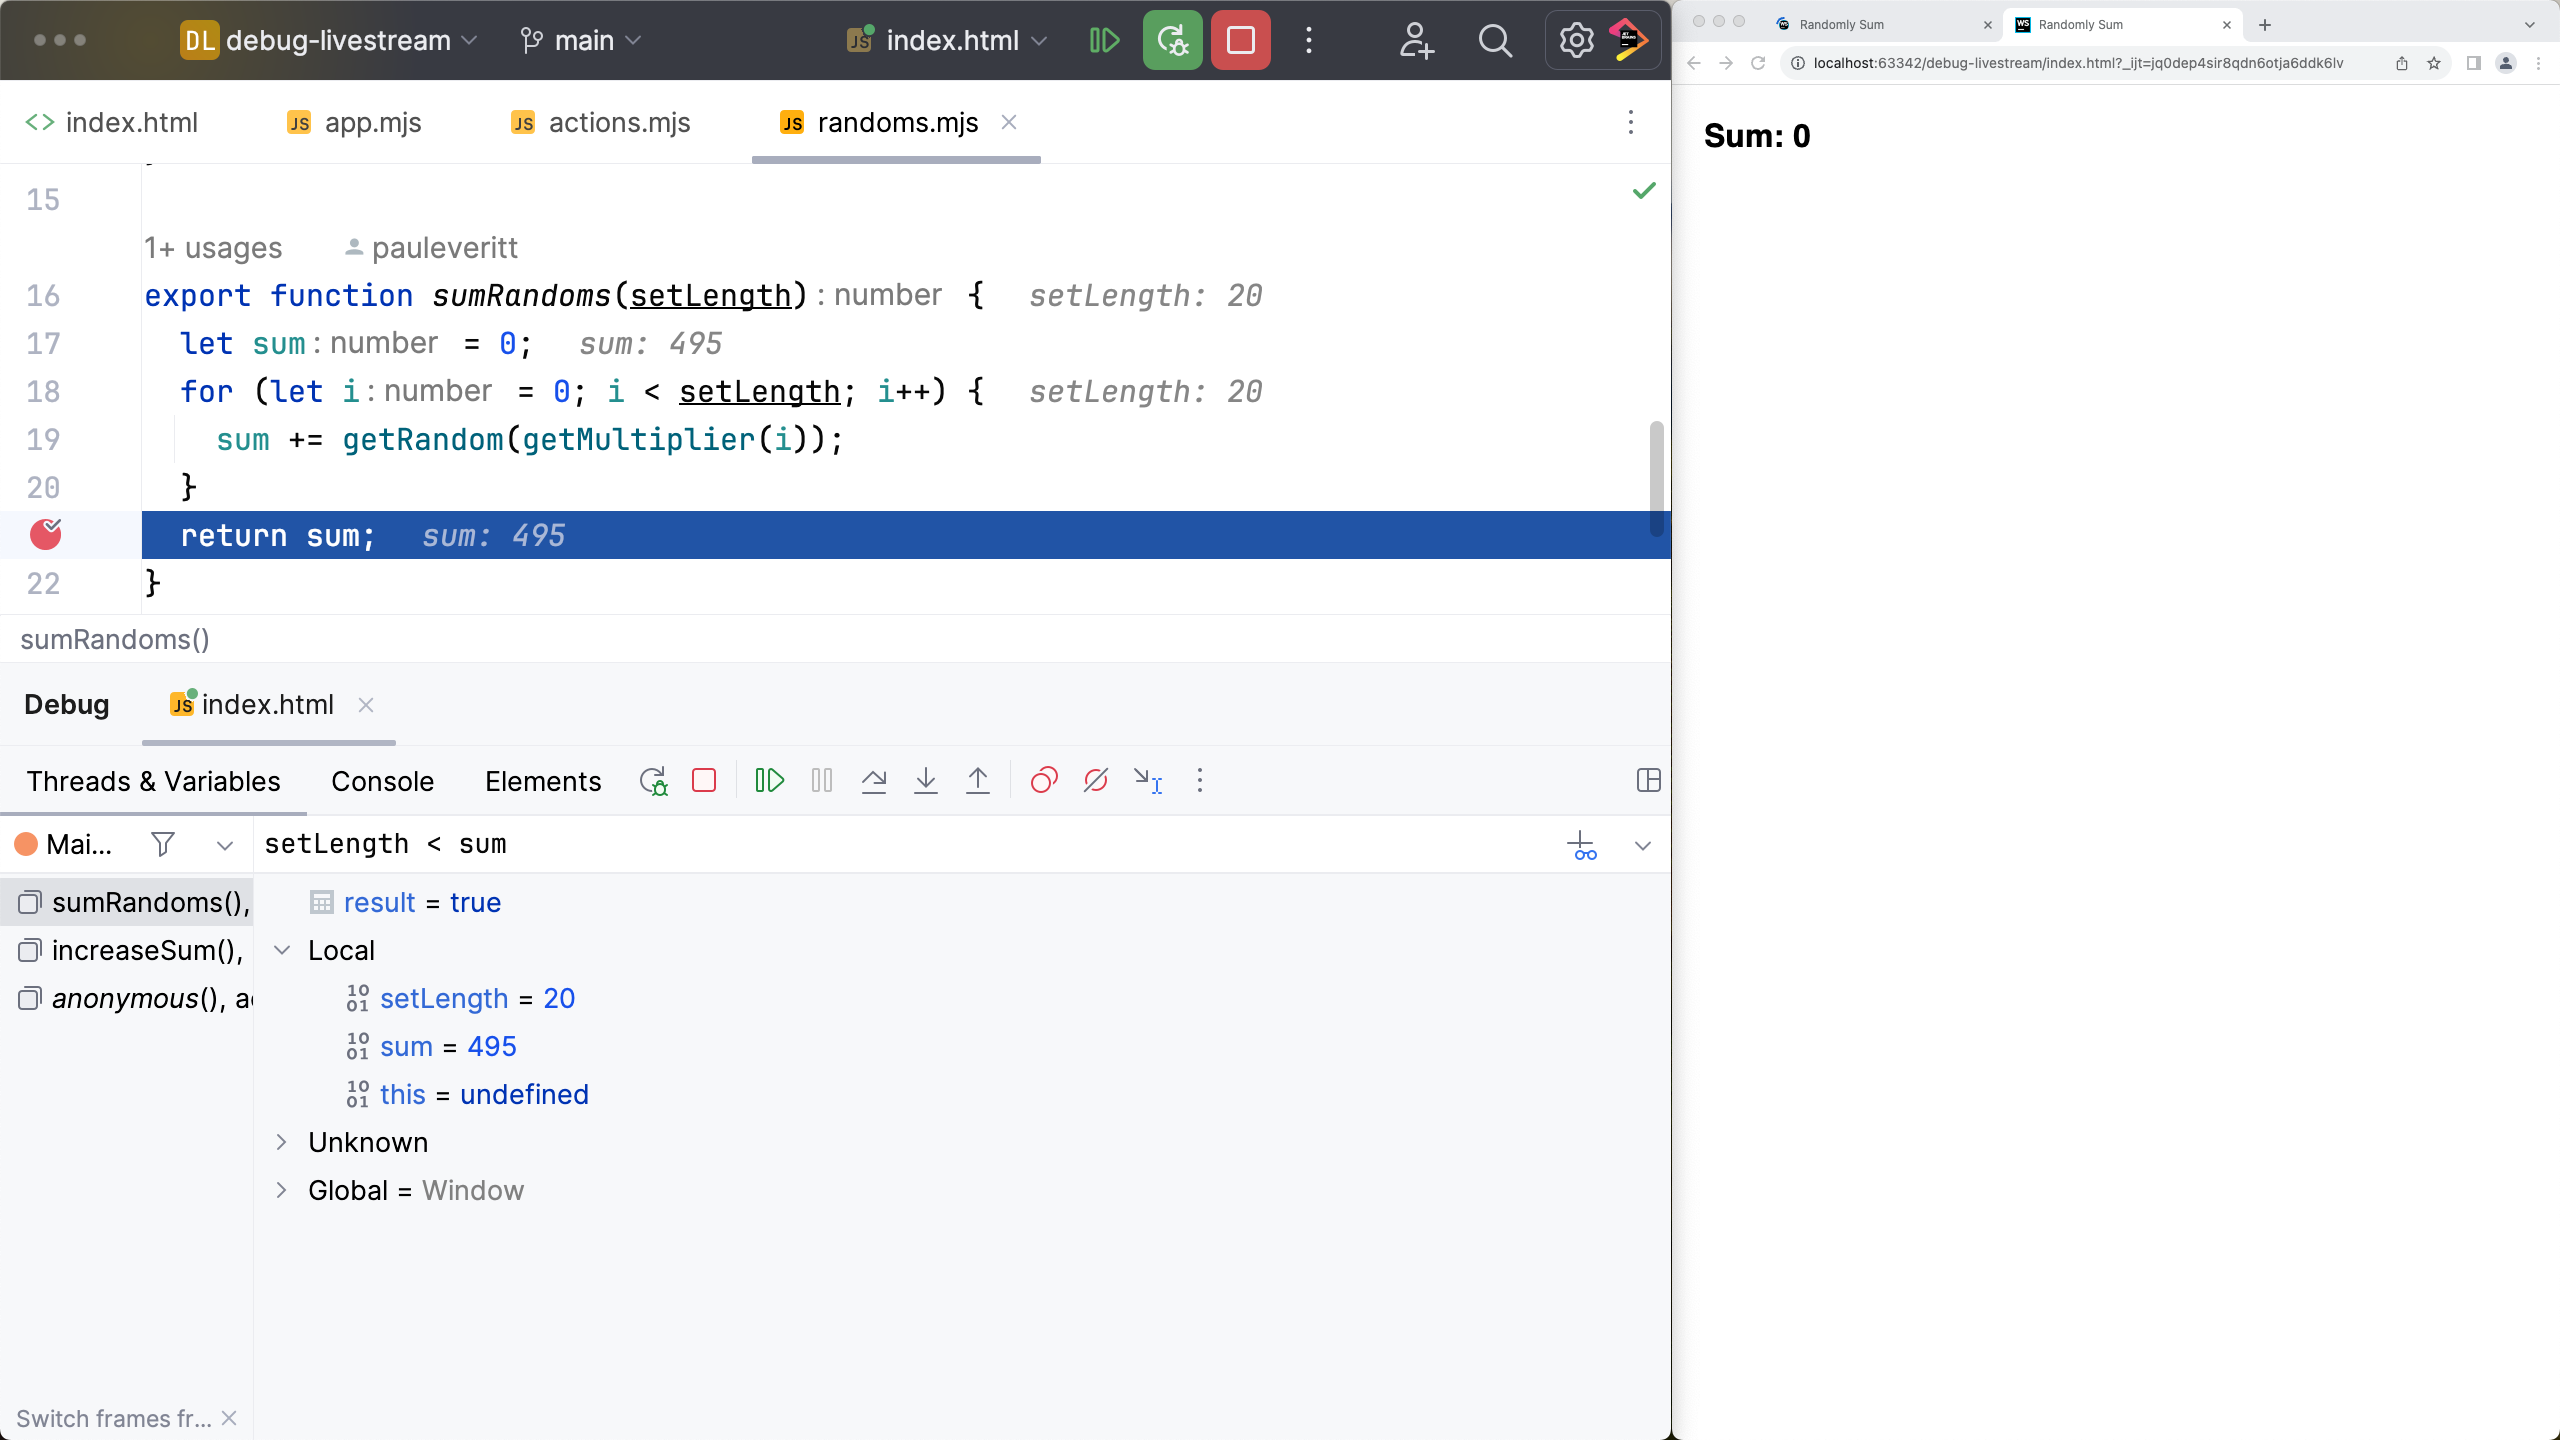 DL debug-livestream main JS index.html
index.html JS app.mjs JS actions.mjs JS randoms.mjs
15
1+ usages pauleveritt
16 export function sumRandoms(setLength) : number { setLength: 20
17 let sum : number = 0; sum: 495
18 for (let i : number = 0; i < setLength; i++) { setLength: 20
19 sum += getRandom(getMultiplier(i));
20 }
return sum; sum: 495
22 }
sumRandoms()
Debug JS index.html
Threads & Variables Console Elements
Mai... setLength < sum
sumRandoms(),
increaseSum(),
anonymous(), a
result = true
Local
setLength = 20
sum = 495
this = undefined
Unknown
Global = Window
Switch frames fr...
Randomly Sum WS Randomly Sum
localhost:63342/debug-livestream/index.html?_ijt=jq0dep4sir8qdn6otja6ddk6lv
Sum: 0